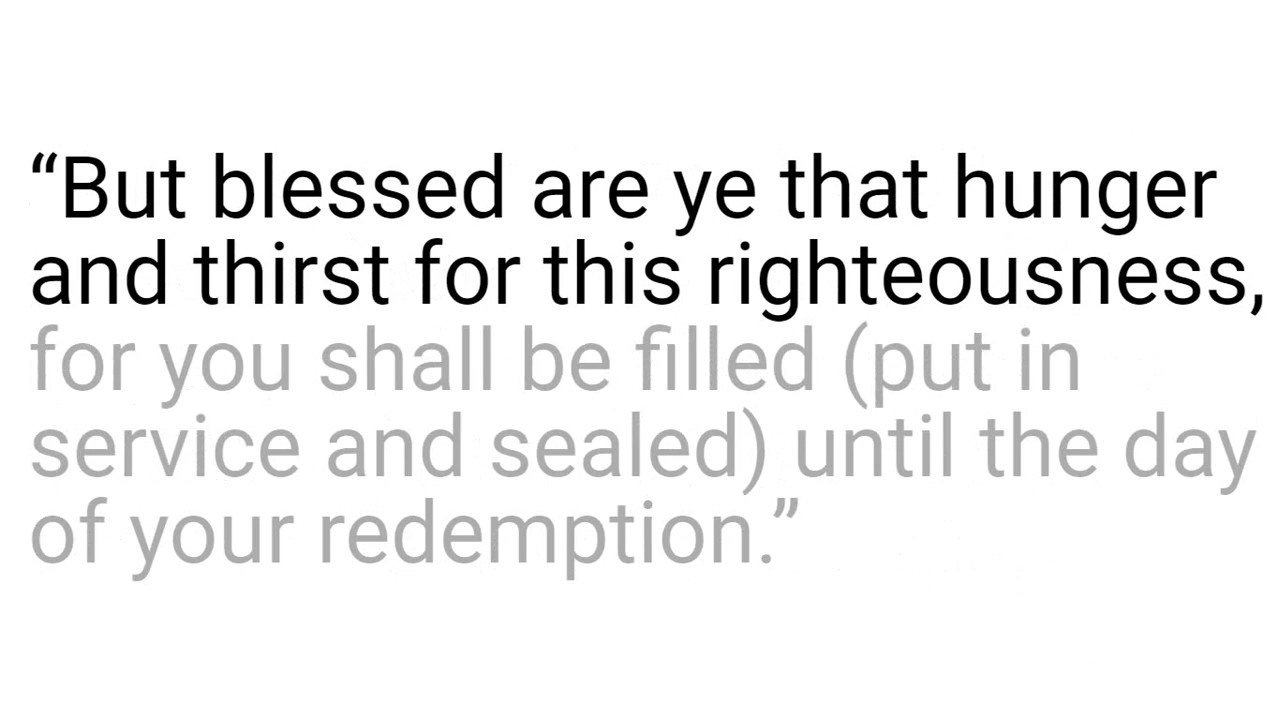 “But blessed are ye that hunger
and thirst for this righteousness,
for you shall be filled (put in
service and sealed) until the day
of your redemption.”